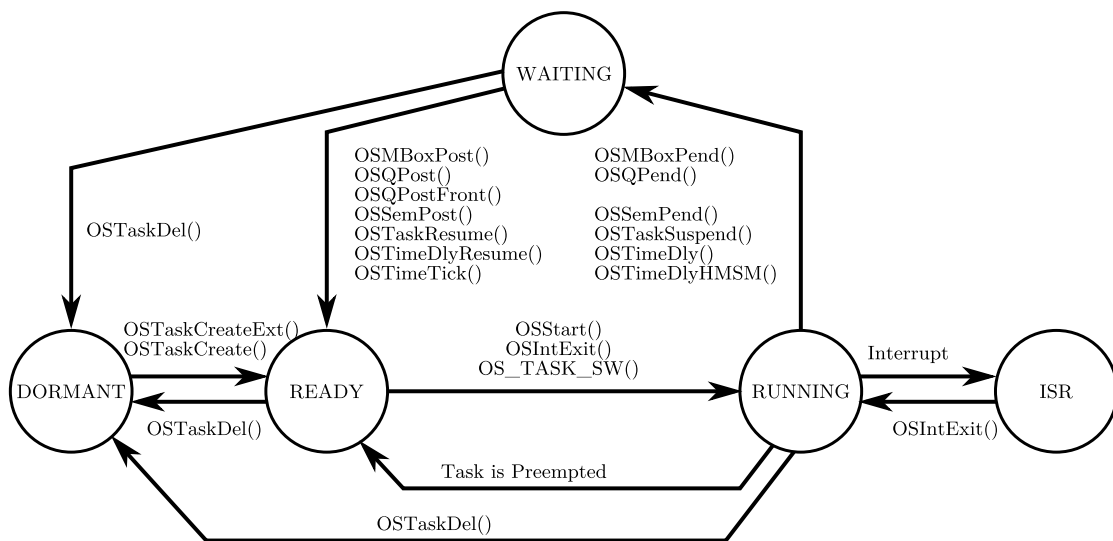 WAITING
OSMBoxPost()
OSQPost()
OSQPostFront()
OSSemPost()
OSTaskResume()
OSTimeDlyResume()
OSTimeTick()
OSMBoxPend()
OSQPend()
OSSemPend()
OSTaskSuspend()
OSTimeDly()
OSTimeDlyHMSM()
OSTaskDel()
OSTaskCreateExt()
OSTaskCreate()
OSStart()
OSIntExit()
OS_TASK_SW()
Interrupt
DORMANT
READY
RUNNING
ISR
OSTaskDel()
OSIntExit()
Task is Preempted
OSTaskDel()